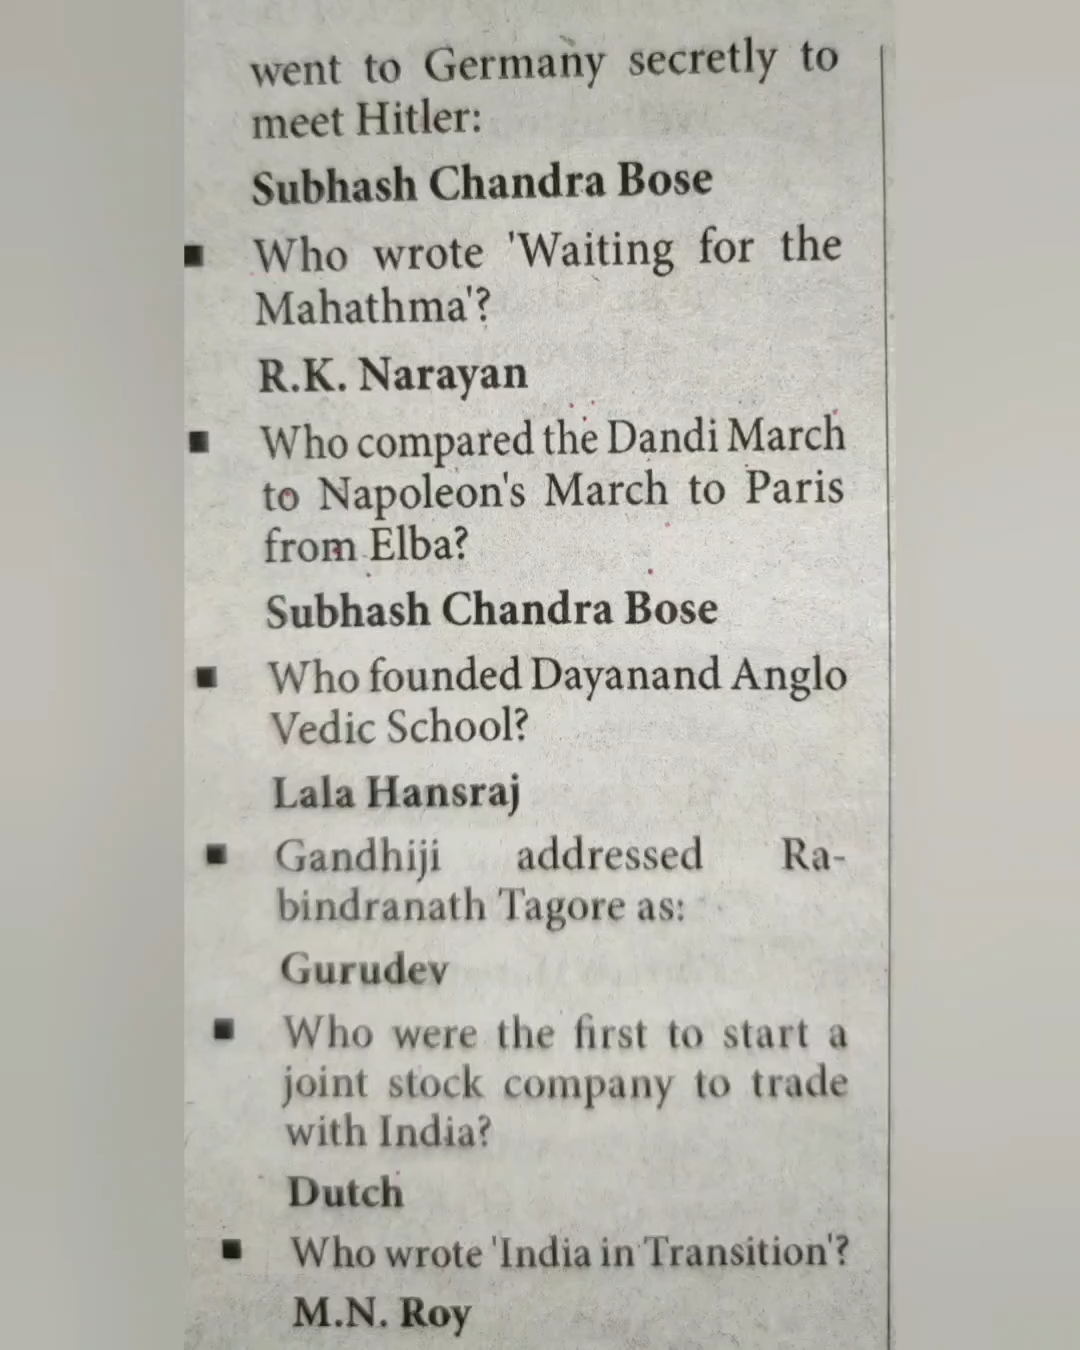 went to Germany secretly to
meet Hitler:
Subhash Chandra Bose
■ Who wrote 'Waiting for the
Mahathma'?
R.K. Narayan
■ Who compared the Dandi March
to Napoleon's March to Paris
from Elba?
Subhash Chandra Bose
■ Who founded Dayanand Anglo
Vedic School?
Lala Hansraj
■ Gandhiji addressed Ra-
bindranath Tagore as:
Gurudev
■ Who were the first to start a
joint stock company to trade
with India?
Dutch
■ Who wrote 'India in Transition'?
M.N. Roy